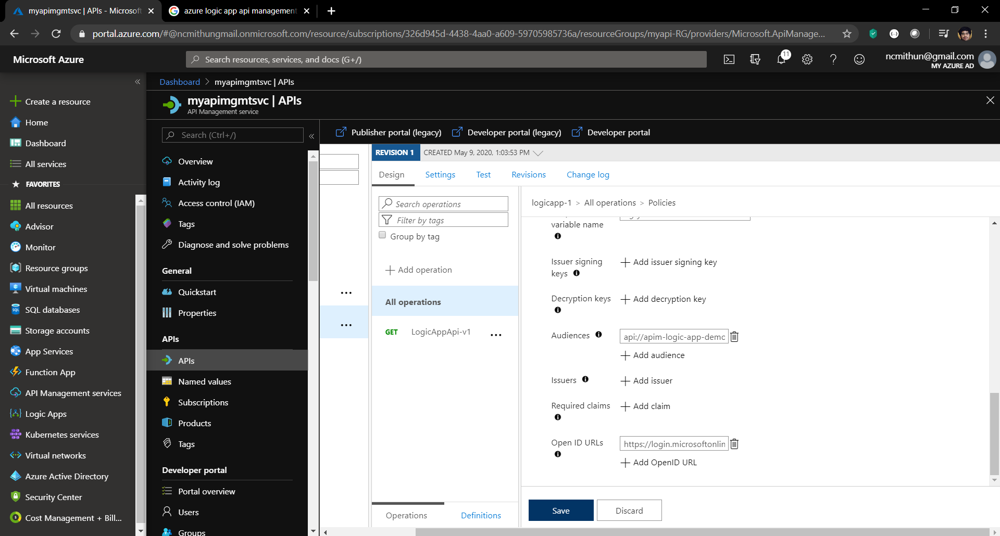 myapimgmtsvc | APIs - Microsoft
azure logic app api management
portal.azure.com/#@ncmithungmail.onmicrosoft.com/resource/subscriptions/326d945d-4438-4aa0-a609-59705985736a/resourceGroups/myapi-RG/providers/Microsoft.ApiManage...
Microsoft Azure
Search resources, services, and docs (G+/)
11
ncmithun@gmail.com
MY AZURE AD
Create a resource
Home
Dashboard
All services
FAVORITES
All resources
Advisor
Monitor
Resource groups
Virtual machines
SQL databases
Storage accounts
App Services
Function App
API Management services
Logic Apps
Kubernetes services
Virtual networks
Azure Active Directory
Security Center
Cost Management + Bill...
Dashboard > myapimgmtsvc | APIs
myapimgmtsvc | APIs
API Management service
Search (Ctrl+/)
Overview
Activity log
Access control (IAM)
Tags
Diagnose and solve problems
General
Quickstart
Properties
APIs
APIs
Named values
Subscriptions
Products
Tags
Developer portal
Portal overview
Users
Groups
Publisher portal (legacy)
Developer portal (legacy)
Developer portal
REVISION 1
CREATED May 9, 2020, 1:03:53 PM
Design
Settings
Test
Revisions
Change log
Search operations
Filter by tags
Group by tag
Add operation
All operations
GET LogicAppApi-v1 ...
Operations
Definitions
logicapp-1 > All operations > Policies
variable name
Issuer signing
keys
Add issuer signing key
Decryption keys
Add decryption key
Audiences
api://apim-logic-app-demo
Add audience
Issuers
Add issuer
Required claims
Add claim
Open ID URLs
https://login.microsoftonlin
Add OpenID URL
Save
Discard